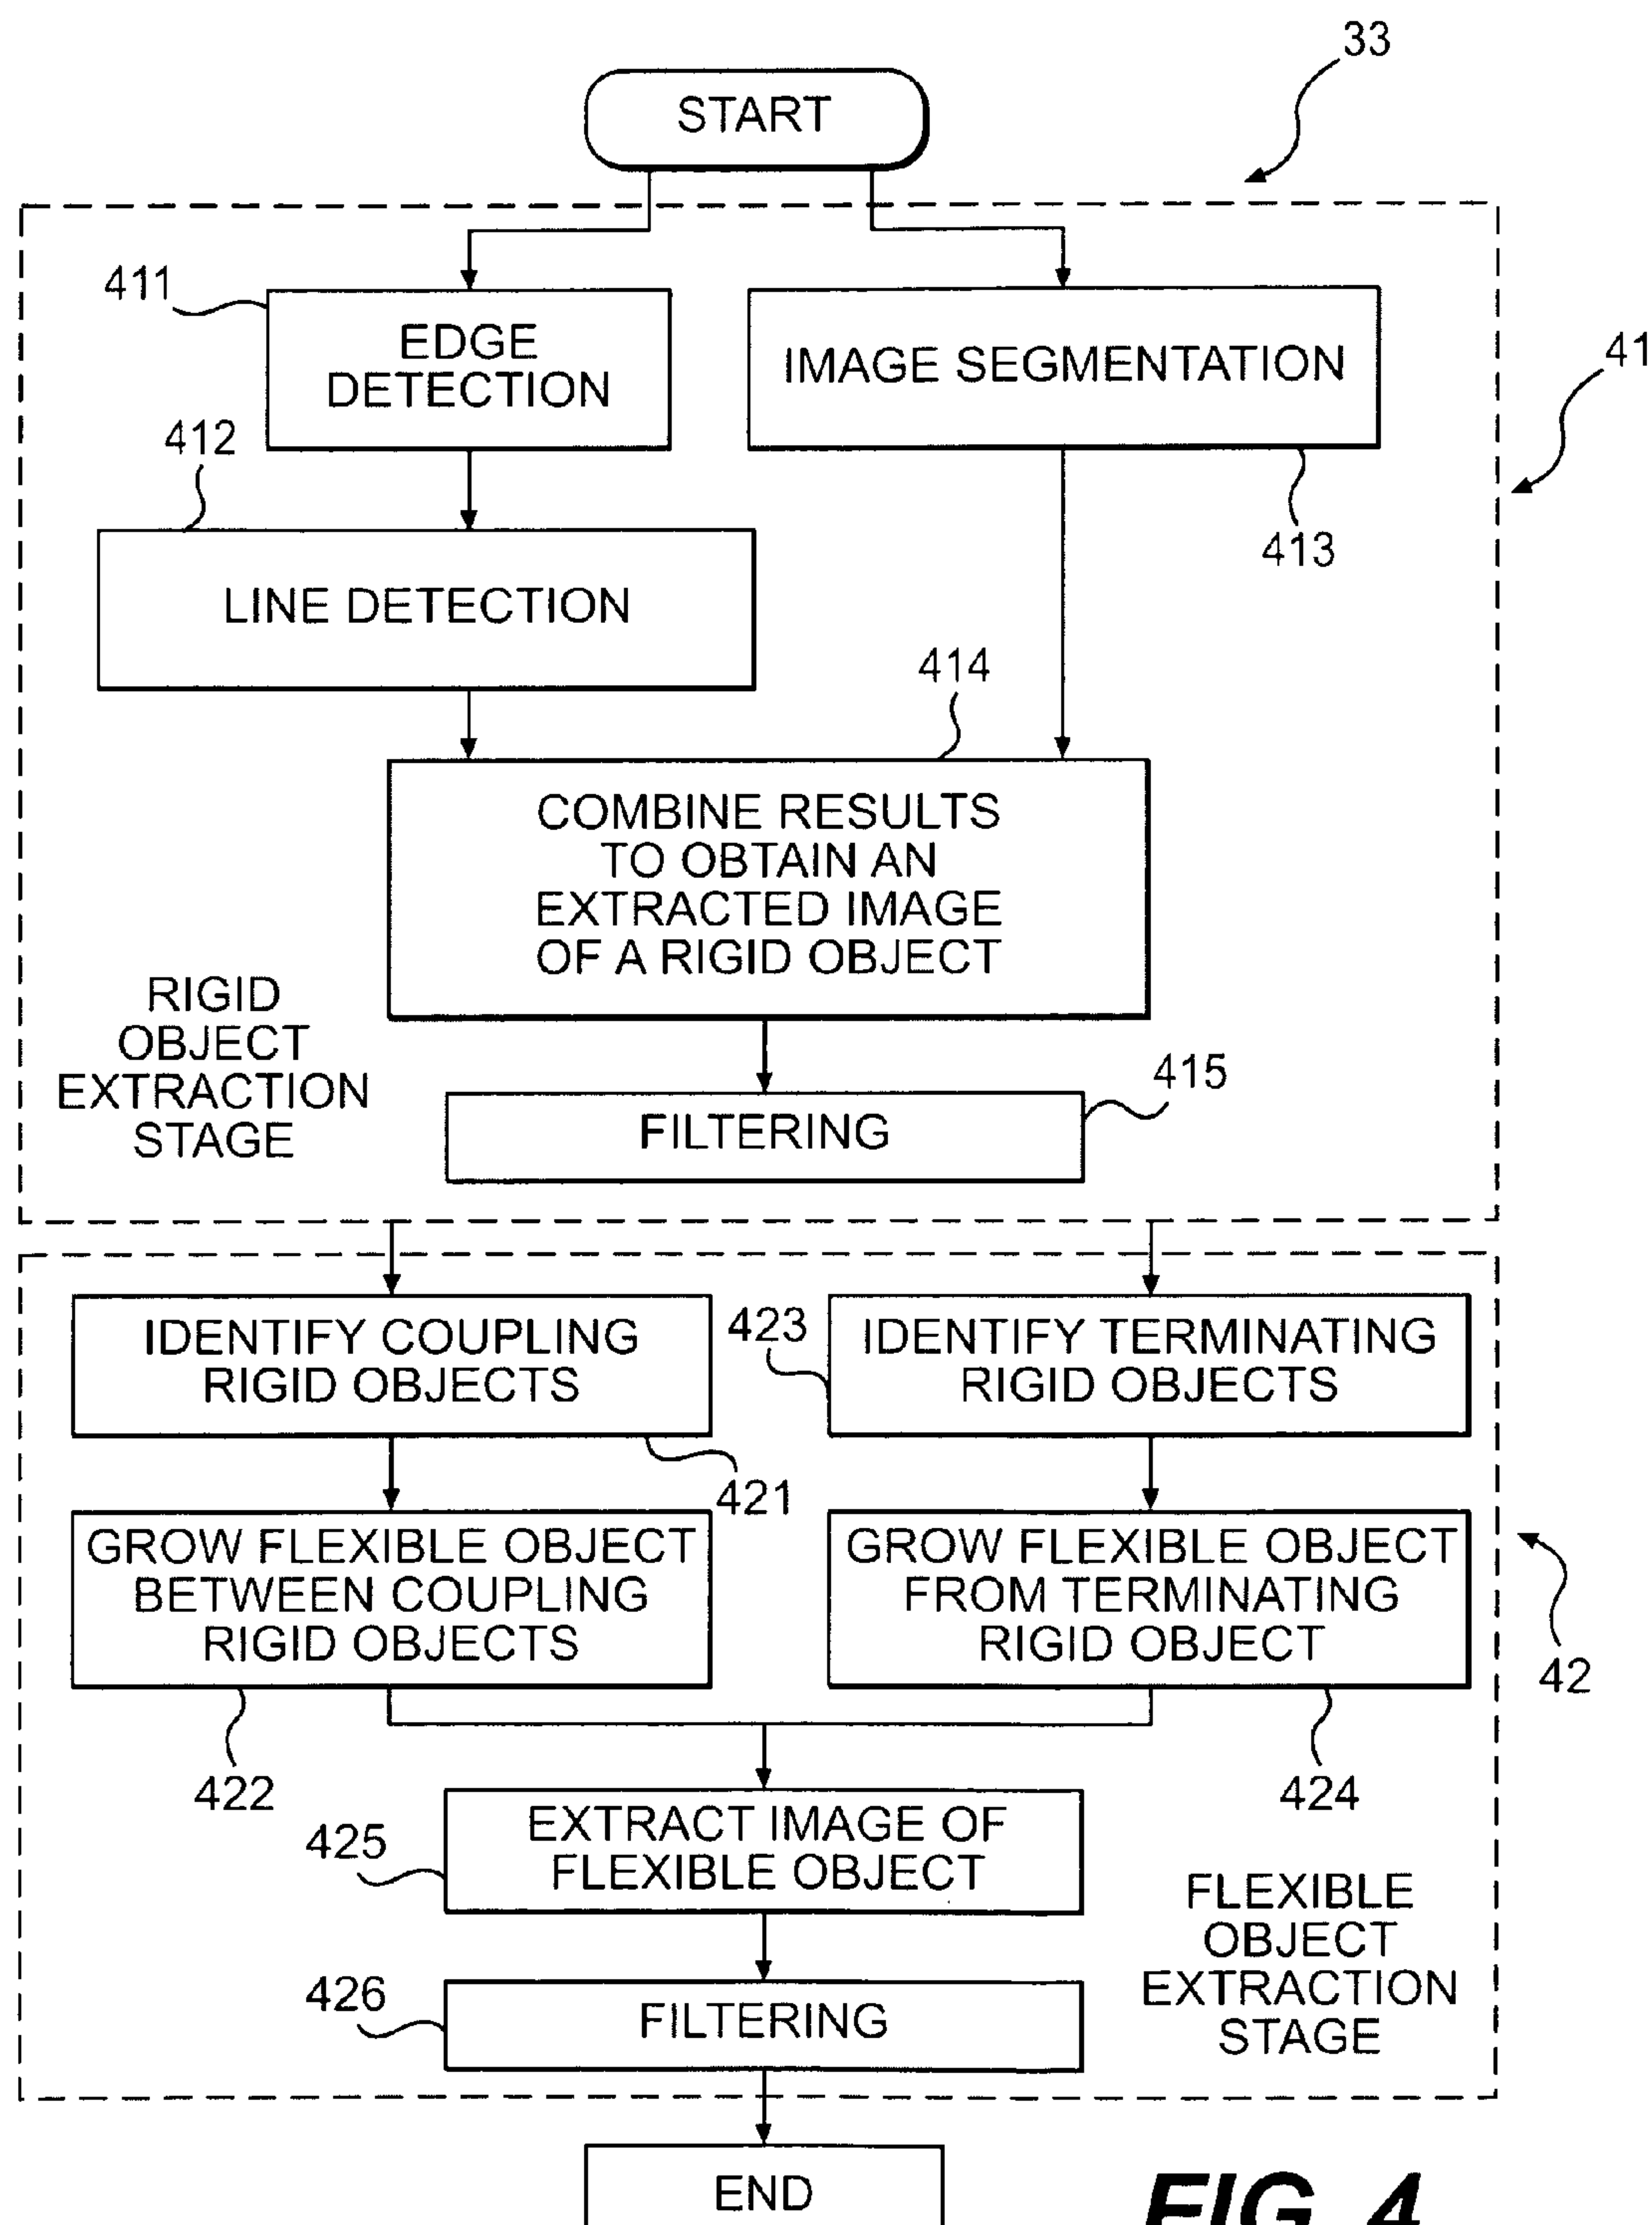 33
START
411
EDGE
DETECTION
IMAGE SEGMENTATION
41
412
413
LINE DETECTION
414
COMBINE RESULTS
TO OBTAIN AN
EXTRACTED IMAGE
OF A RIGID OBJECT
RIGID
OBJECT
EXTRACTION
STAGE
415
FILTERING
IDENTIFY COUPLING
RIGID OBJECTS
423
IDENTIFY TERMINATING
RIGID OBJECTS
421
GROW FLEXIBLE OBJECT
BETWEEN COUPLING
RIGID OBJECTS
GROW FLEXIBLE OBJECT
FROM TERMINATING
RIGID OBJECT
42
422
424
425
EXTRACT IMAGE OF
FLEXIBLE OBJECT
FLEXIBLE
OBJECT
EXTRACTION
STAGE
426
FILTERING
END
FIG. 4